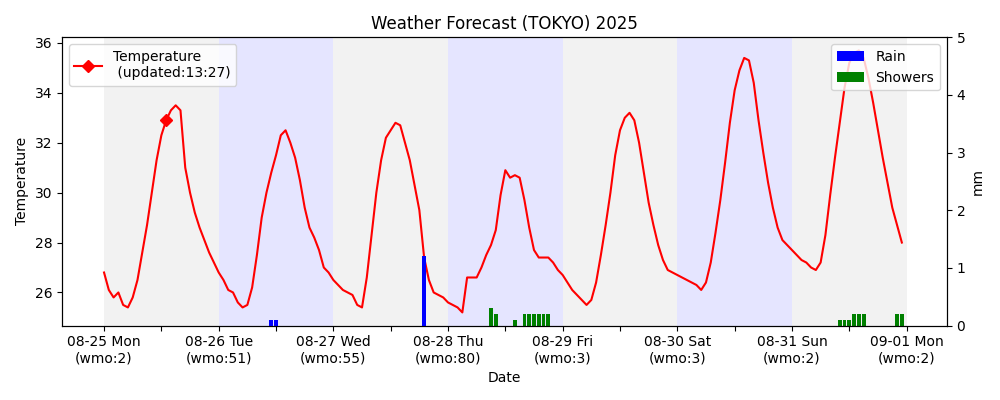 Weather Forecast (TOKYO) 2025
Temperature
(updated:13:27)
Rain
Showers
Temperature
36
34
32
30
28
26
5
4
3
2
1
0
mm
08-25 Mon
(wmo:2)
08-26 Tue
(wmo:51)
08-27 Wed
(wmo:55)
08-28 Thu
(wmo:80)
08-29 Fri
(wmo:3)
08-30 Sat
(wmo:3)
08-31 Sun
(wmo:2)
09-01 Mon
(wmo:2)
Date